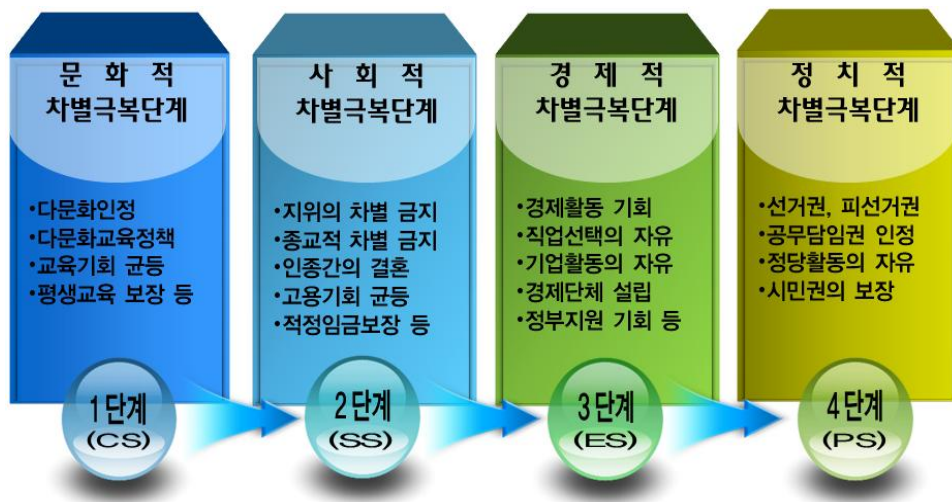 문 화 적
차별극복단계
•다문화인정
•다문화교육정책
•교육기회 균등
•평생교육 보장 등
1단계
(CS)
사 회 적
차별극복단계
•지위의 차별 금지
•종교적 차별 금지
•인종간의 결혼
•고용기회 균등
•적정임금보장 등
2단계
(SS)
경 제 적
차별극복단계
•경제활동 기회
•직업선택의 자유
•기업활동의 자유
•경제단체 설립
•정부지원 기회 등
3단계
(ES)
정 치 적
차별극복단계
•선거권, 피선거권
•공무담임권 인정
•정당활동의 자유
•시민권의 보장
4단계
(PS)